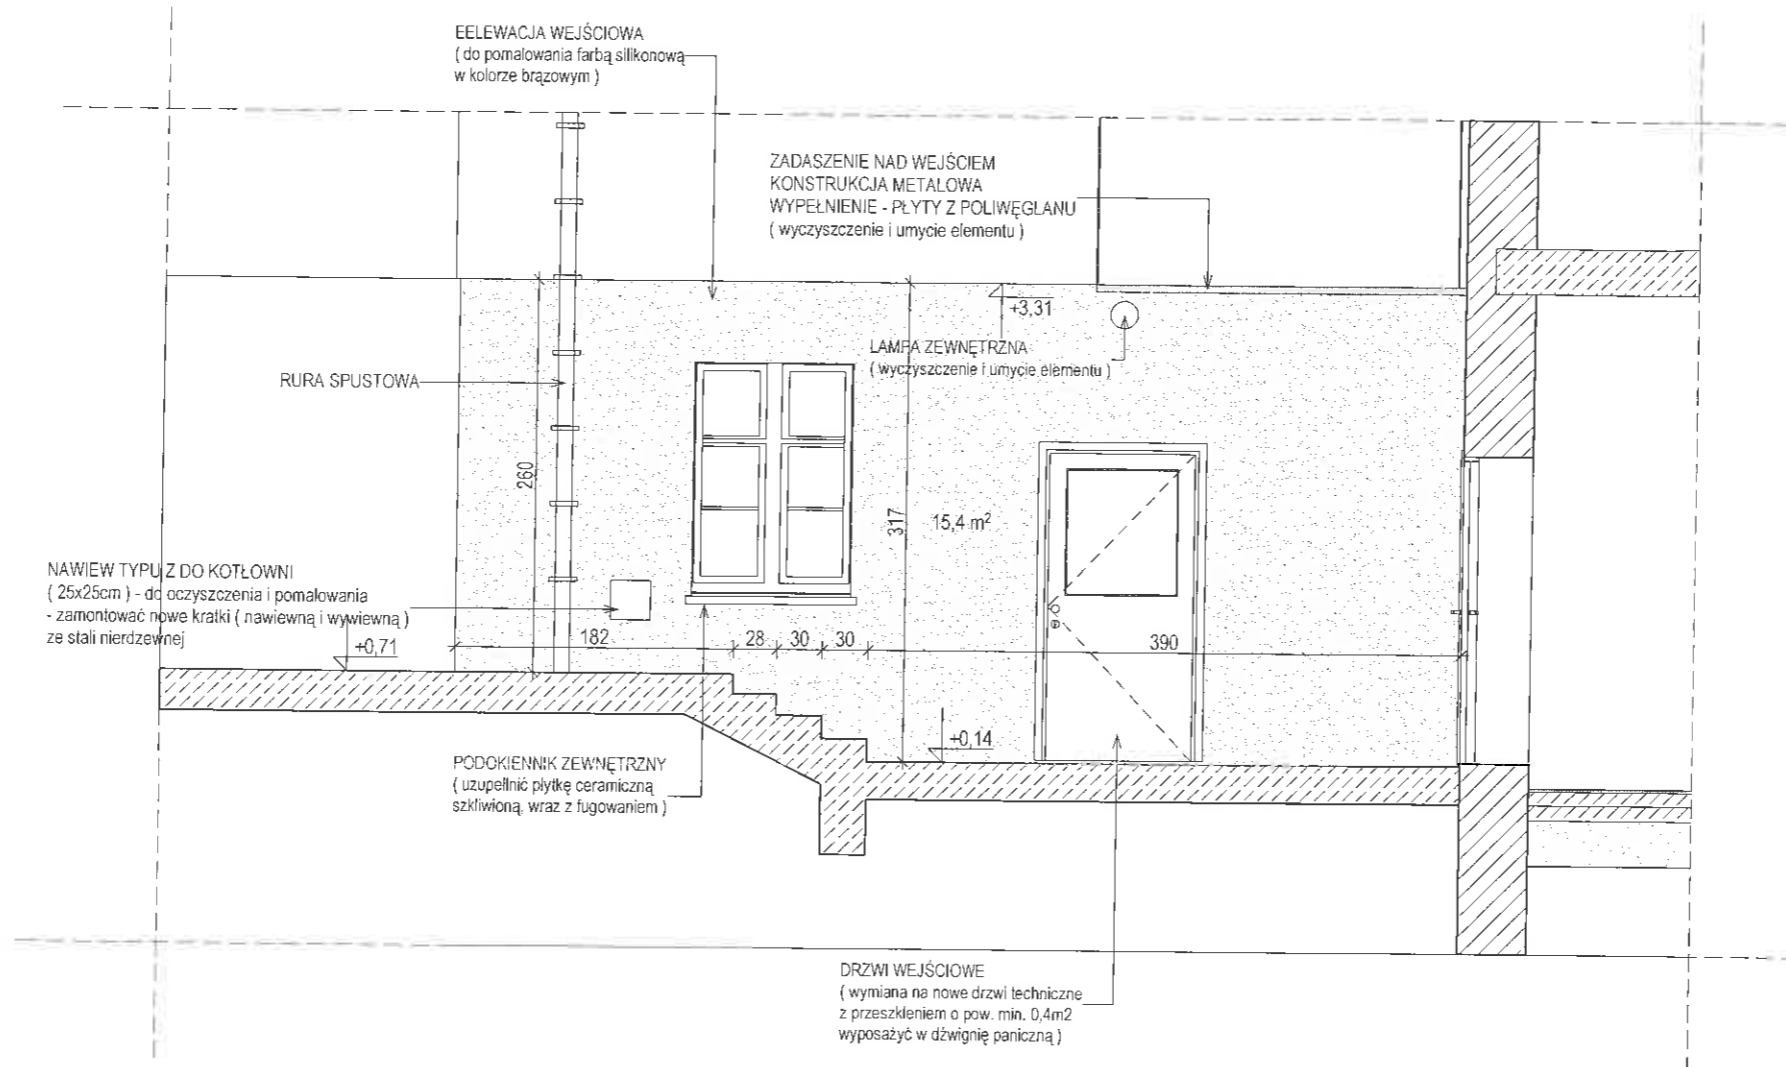 EELEWACJA WEJŚCIOWA
( do pomalowania farbą silikonową
w kolorze brązowym )
ZADASZENIE NAD WEJŚCIEM
KONSTRUKCJA METALOWA
WYPEŁNIENIE - PŁYTY Z POLIWĘGLANU
( wyczyszczenie i umycie elementu )
+3,31
LAMPA ZEWNĘTRZNA
( wyczyszczenie i umycie elementu )
RURA SPUSTOWA
260
317
15,4 m²
NAWIEW TYPU Z DO KOTŁOWNI
( 25x25cm ) - do oczyszczenia i pomalowania
- zamontować nowe kratki ( nawiewną i wywiewną )
ze stali nierdzewnej
+0,71
182 28 30 30 390
+0,14
PODOKIENNIK ZEWNĘTRZNY
( uzupełnić płytkę ceramiczną
szkliwioną, wraz z fugowaniem )
DRZWI WEJŚCIOWE
( wymiana na nowe drzwi techniczne
z przeszkleniem o pow. min. 0,4m2
wyposażyć w dźwignię paniczną )